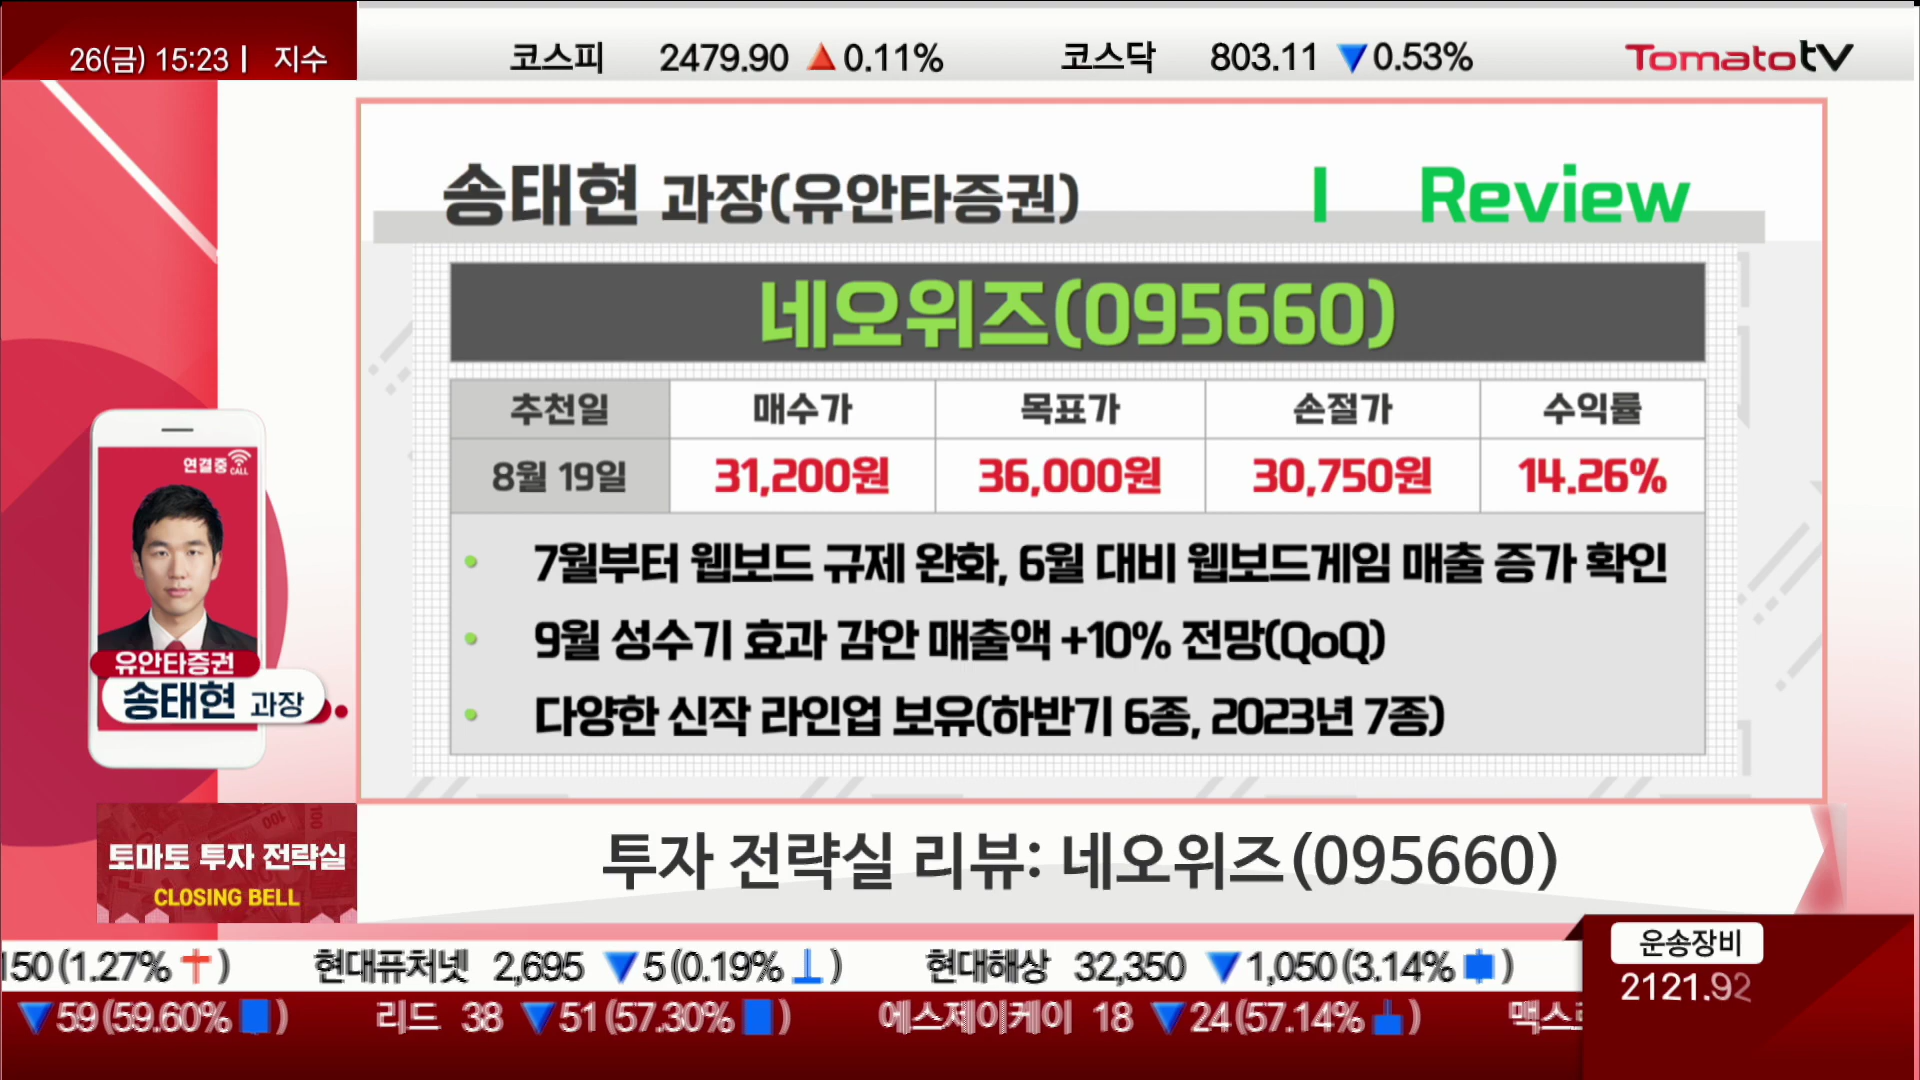 26(금) 15:23 | 지수
코스피 2479.90 ▲0.11% 코스닥 803.11 ▼0.53%
Tomatotv
송태현 과장(유안타증권) | Review
네오위즈(095660)
추천일 매수가 목표가 손절가 수익률
8월 19일 31,200원 36,000원 30,750원 14.26%
• 7월부터 웹보드 규제 완화, 6월 대비 웹보드게임 매출 증가 확인
• 9월 성수기 효과 감안 매출액 +10% 전망(QoQ)
• 다양한 신작 라인업 보유(하반기 6종, 2023년 7종)
연결중 CALL
유안타증권
송태현 과장
토마토 투자 전략실
CLOSING BELL
투자 전략실 리뷰: 네오위즈(095660)
150(1.27%) 현대퓨처넷 2,695 ▼5(0.19%) 현대해상 32,350 ▼1,050(3.14%)
▼59(59.60%) 리드 38 ▼51(57.30%) 에스제이케이 18 ▼24(57.14%)
운송장비
2121.92